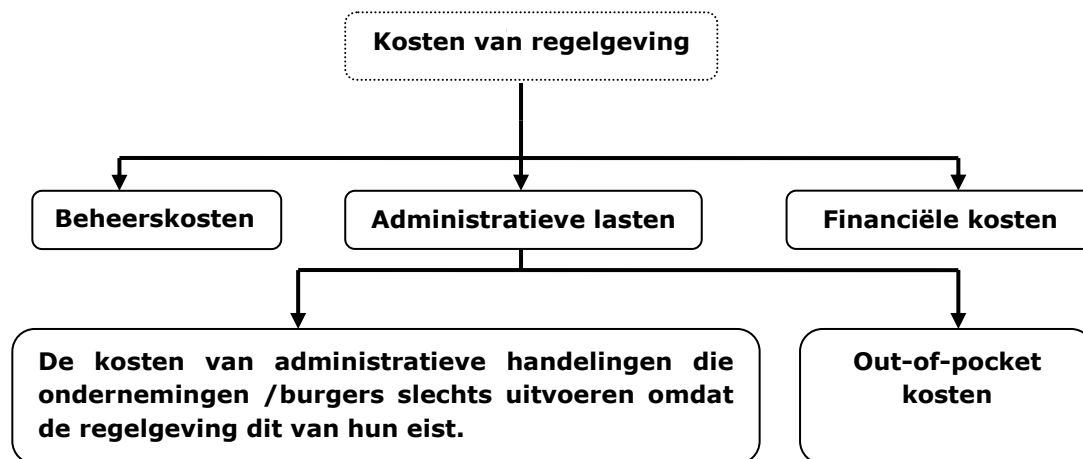 Kosten van regelgeving
Beheerskosten
Administratieve lasten
Financiële kosten
De kosten van administratieve handelingen die
ondernemingen /burgers slechts uitvoeren omdat
de regelgeving dit van hun eist.
Out-of-pocket
kosten